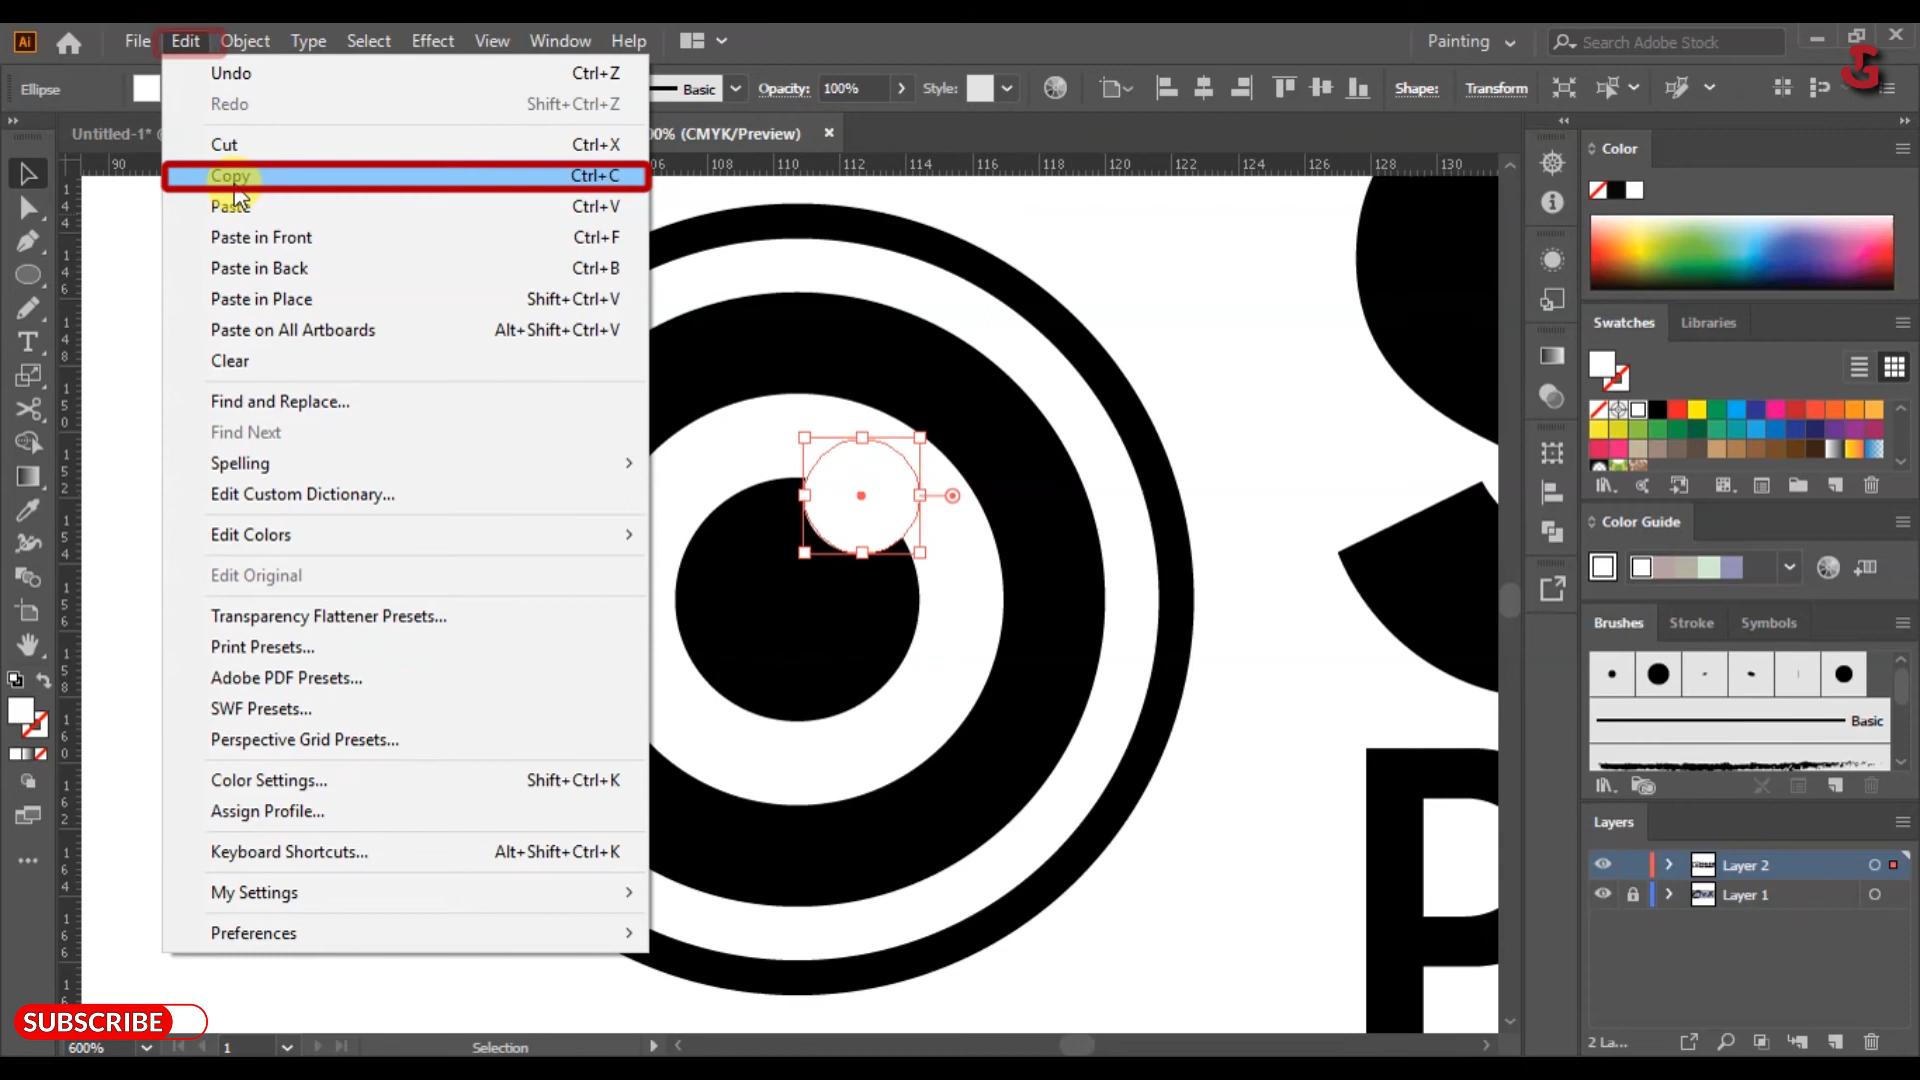 Ai File Edit Object Type Select Effect View Window Help Painting Search Adobe Stock
Ellipse Basic Opacity: 100% Style: Shape: Transform
Untitled-1* 00% (CMYK/Preview)
90 06 108 110 112 114 116 118 120 122 124 126 128 130
Undo Ctrl+Z
Redo Shift+Ctrl+Z
Cut Ctrl+X
Copy Ctrl+C
Paste Ctrl+V
Paste in Front Ctrl+F
Paste in Back Ctrl+B
Paste in Place Shift+Ctrl+V
Paste on All Artboards Alt+Shift+Ctrl+V
Clear
Find and Replace...
Find Next
Spelling
Edit Custom Dictionary...
Edit Colors
Edit Original
Transparency Flattener Presets...
Print Presets...
Adobe PDF Presets...
SWF Presets...
Perspective Grid Presets...
Color Settings... Shift+Ctrl+K
Assign Profile...
Keyboard Shortcuts... Alt+Shift+Ctrl+K
My Settings
Preferences
P
Color
Swatches Libraries
Color Guide
Brushes Stroke Symbols
Basic
Layers
Layer 2
Layer 1
2 La...
SUBSCRIBE
600% 1 Selection